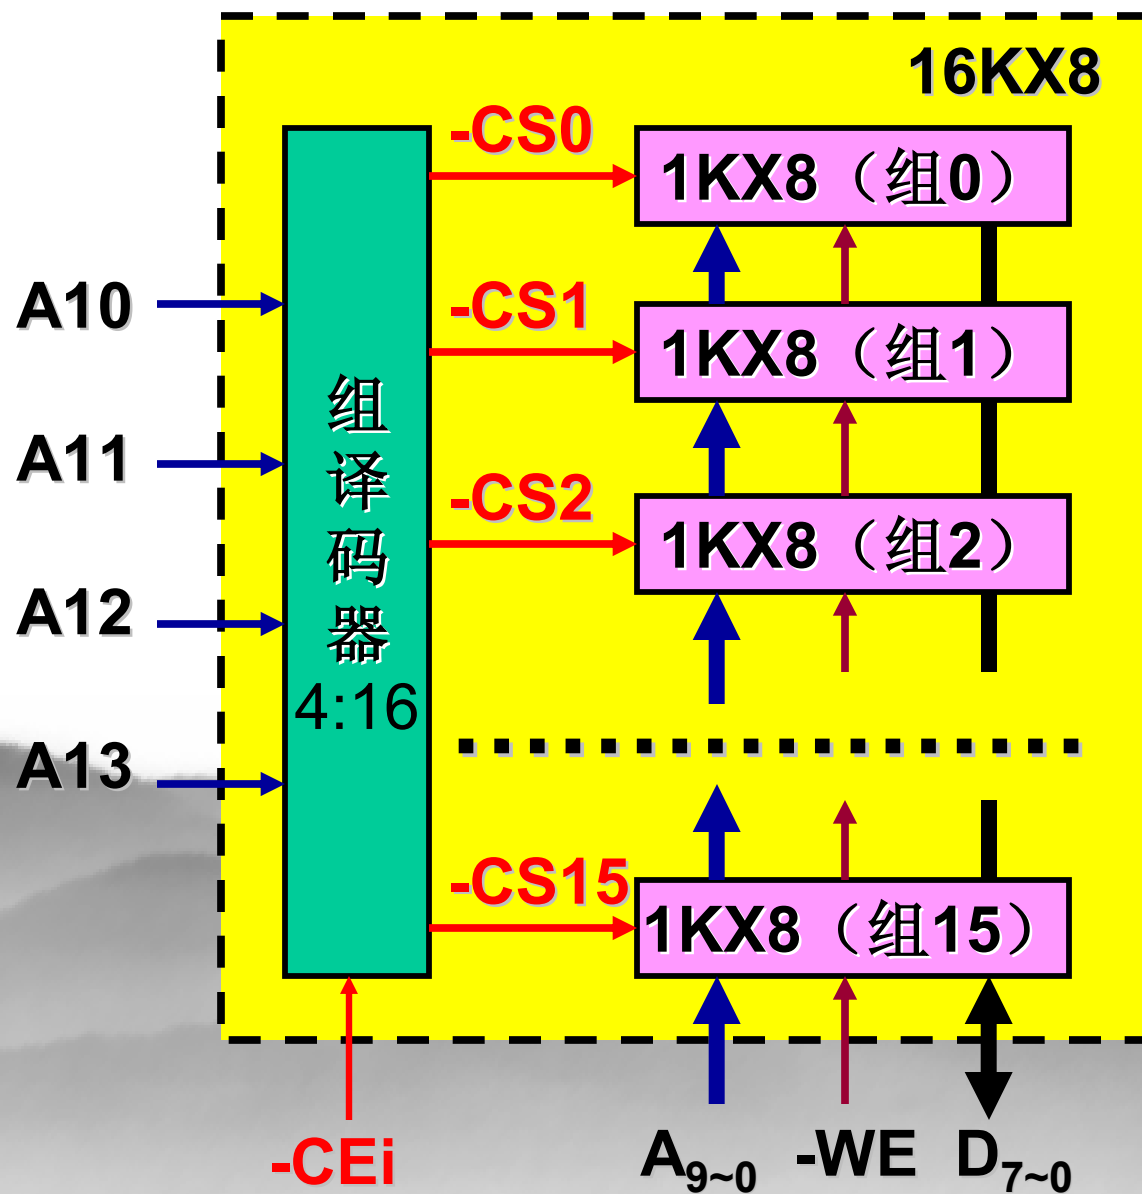 16KX8
-CS0
1KX8（组0）
A10
-CS1
1KX8（组1）
A11
组
译
码
器
4:16
-CS2
1KX8（组2）
A12
A13
-CS15
1KX8（组15）
-CEi
A9~0
-WE
D7~0